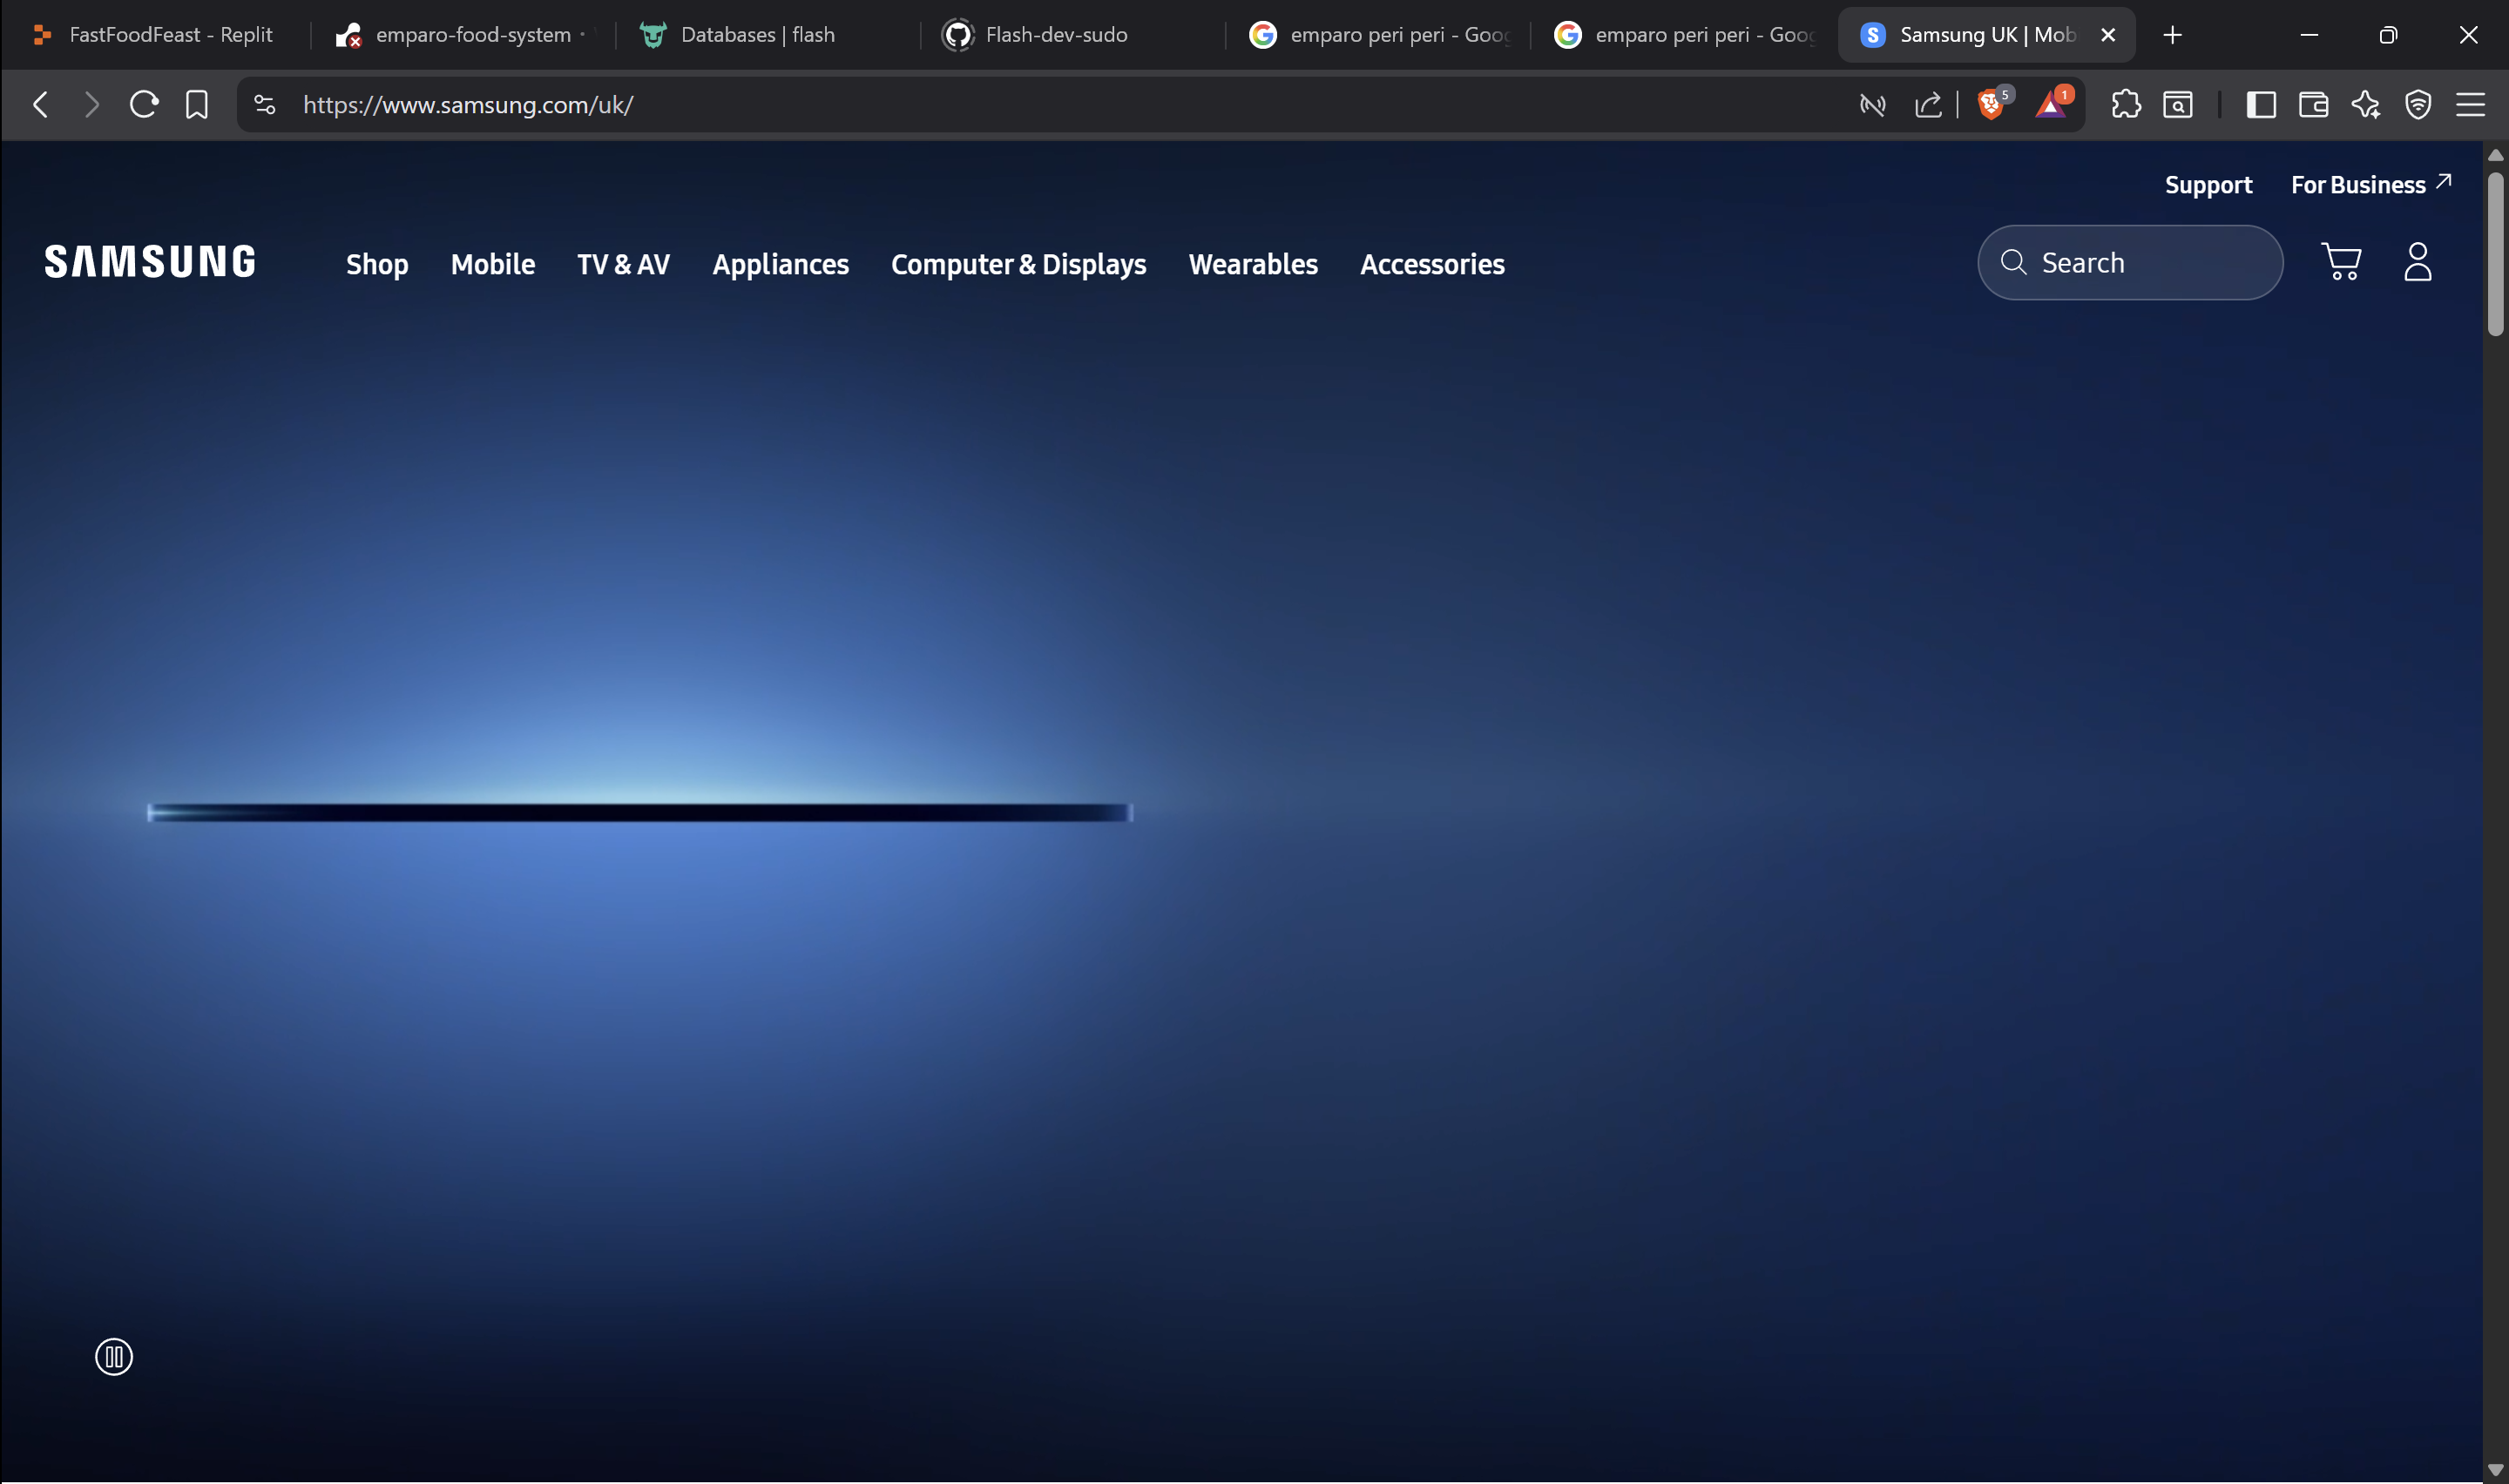 FastFoodFeast - Replit
emparo-food-system
Databases | flash
Flash-dev-sudo
emparo peri peri - Goog
emparo peri peri - Goog
Samsung UK | Mob
https://www.samsung.com/uk/
5
1
Support
For Business
SAMSUNG
Shop
Mobile
TV & AV
Appliances
Computer & Displays
Wearables
Accessories
Search